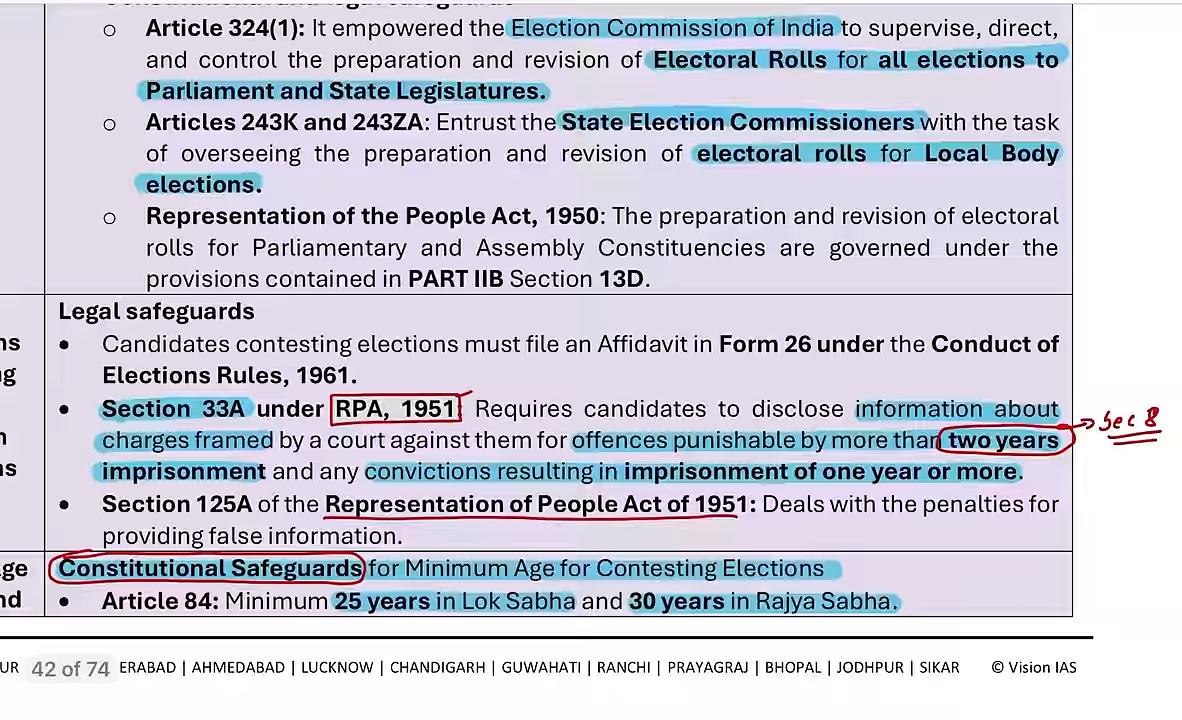 Article 324(1): It empowered the Election Commission of India to supervise, direct,
and control the preparation and revision of Electoral Rolls for all elections to
Parliament and State Legislatures.
Articles 243K and 243ZA: Entrust the State Election Commissioners with the task
of overseeing the preparation and revision of electoral rolls for Local Body
elections.
Representation of the People Act, 1950: The preparation and revision of electoral
rolls for Parliamentary and Assembly Constituencies are governed under the
provisions contained in PART IIB Section 13D.
Legal safeguards
Candidates contesting elections must file an Affidavit in Form 26 under the Conduct of
Elections Rules, 1961.
Section 33A under RPA, 1951: Requires candidates to disclose information about
charges framed by a court against them for offences punishable by more than two years
Sec 8
imprisonment and any convictions resulting in imprisonment of one year or more.
Section 125A of the Representation of People Act of 1951: Deals with the penalties for
providing false information.
Constitutional Safeguards for Minimum Age for Contesting Elections
Article 84: Minimum 25 years in Lok Sabha and 30 years in Rajya Sabha.
42 of 74 ERABAD | AHMEDABAD | LUCKNOW | CHANDIGARH | GUWAHATI | RANCHI | PRAYAGRAJ | BHOPAL | JODHPUR | SIKAR © Vision IAS